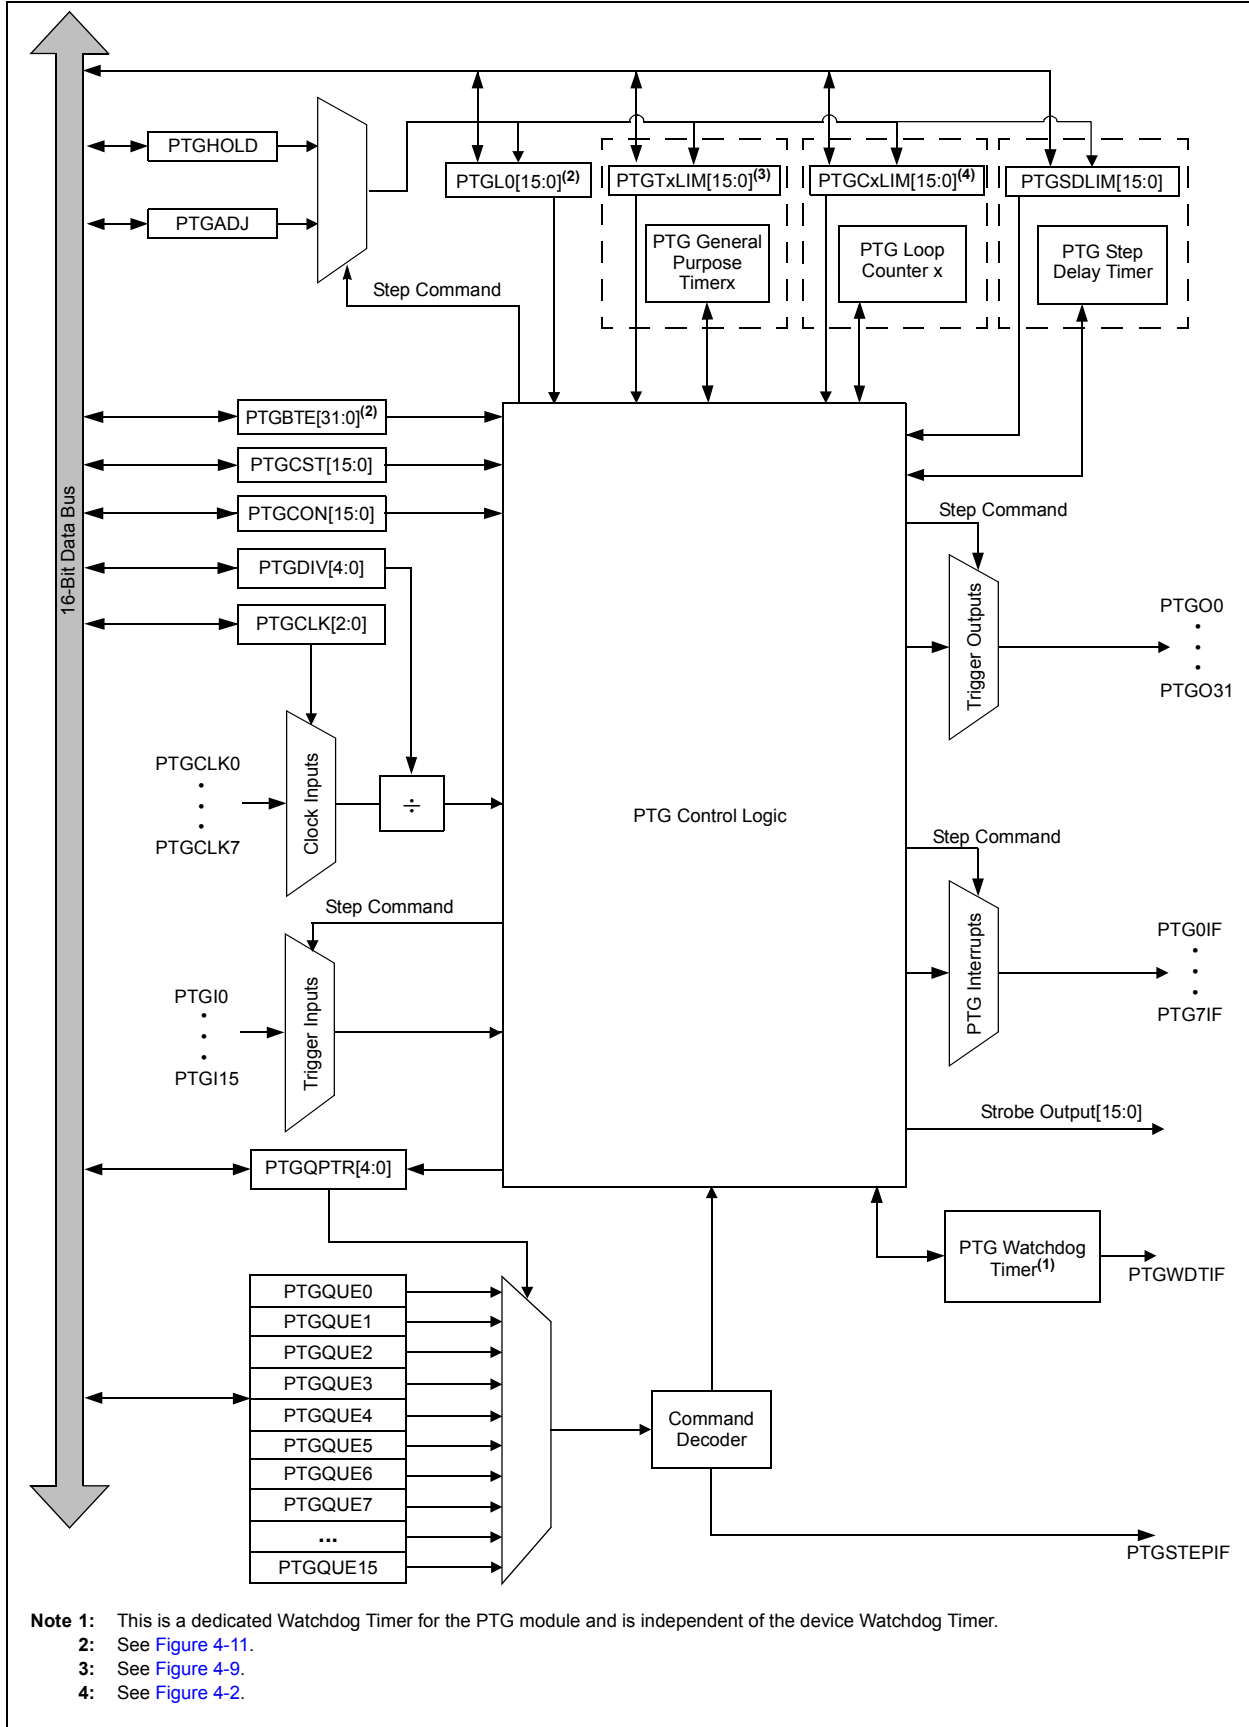 16-Bit Data Bus
PTGHOLD
PTGADJ
PTGL0[15:0](2)
PTGTxLIM[15:0](3)
PTGCxLIM[15:0](4)
PTGSDLIM[15:0]
PTG General
Purpose
Timerx
PTG Loop
Counter x
PTG Step
Delay Timer
Step Command
PTGBTE[31:0](2)
PTGCST[15:0]
PTGCON[15:0]
PTGDIV[4:0]
PTGCLK[2:0]
Step Command
Trigger Outputs
PTGO0
•
•
•
PTGO31
PTGCLK0
•
•
•
PTGCLK7
Clock Inputs
÷
PTG Control Logic
Step Command
PTG Interrupts
PTG0IF
•
•
•
PTG7IF
Step Command
PTGI0
•
•
•
PTGI15
Trigger Inputs
Strobe Output[15:0]
PTGQPTR[4:0]
PTG Watchdog
Timer(1)
PTGWDTIF
PTGQUE0
PTGQUE1
PTGQUE2
PTGQUE3
PTGQUE4
PTGQUE5
PTGQUE6
PTGQUE7
...
PTGQUE15
Command
Decoder
PTGSTEPIF
Note 1: This is a dedicated Watchdog Timer for the PTG module and is independent of the device Watchdog Timer.
2: See Figure 4-11.
3: See Figure 4-9.
4: See Figure 4-2.